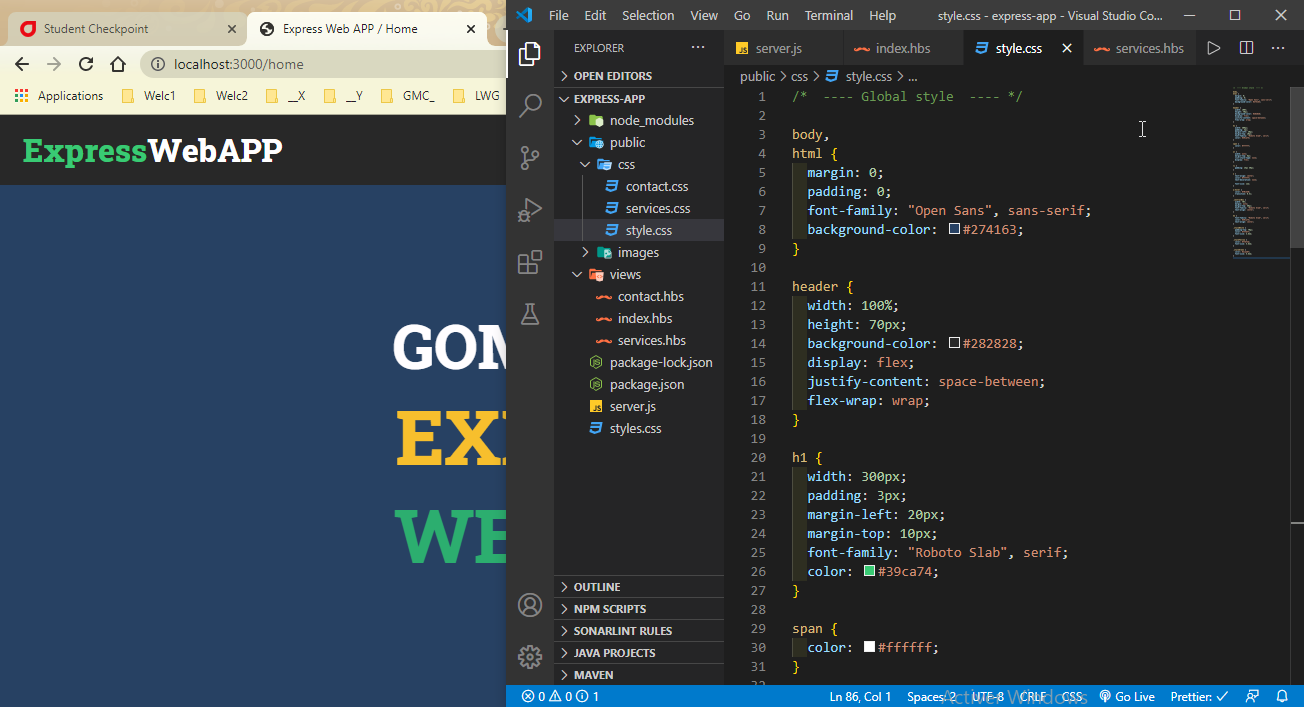 Student Checkpoint
Express Web APP / Home
localhost:3000/home
Applications
Welc1
Welc2
__X
__Y
GMC_
LWG
ExpressWebAPP
GOM
EXP
WE
File Edit Selection View Go Run Terminal Help
style.css - express-app - Visual Studio Co...
EXPLORER
OPEN EDITORS
EXPRESS-APP
node_modules
public
css
contact.css
services.css
style.css
images
views
contact.hbs
index.hbs
services.hbs
package-lock.json
package.json
server.js
styles.css
OUTLINE
NPM SCRIPTS
SONARLINT RULES
JAVA PROJECTS
MAVEN
server.js
index.hbs
style.css
services.hbs
public > css > style.css > ...
1 /* ---- Global style ---- */
2
3 body,
4 html {
5 margin: 0;
6 padding: 0;
7 font-family: "Open Sans", sans-serif;
8 background-color: #274163;
9 }
10
11 header {
12 width: 100%;
13 height: 70px;
14 background-color: #282828;
15 display: flex;
16 justify-content: space-between;
17 flex-wrap: wrap;
18 }
19
20 h1 {
21 width: 300px;
22 padding: 3px;
23 margin-left: 20px;
24 margin-top: 10px;
25 font-family: "Roboto Slab", serif;
26 color: #39ca74;
27 }
28
29 span {
30 color: #ffffff;
31 }
0 0 1
Ln 86, Col 1 Spaces: 2 UTF-8 CRLF CSS Go Live Prettier: ✓
Activer Windows